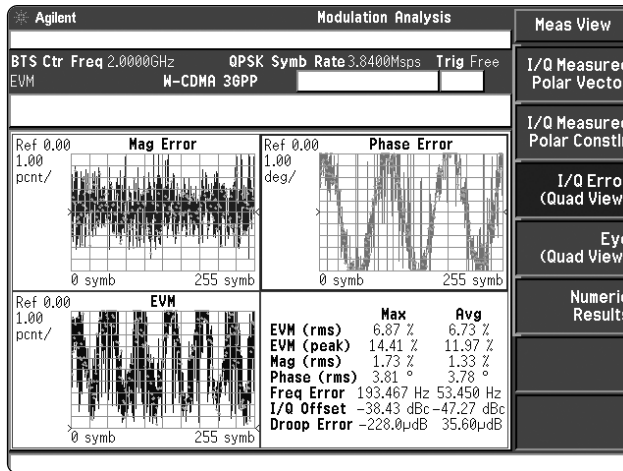 Agilent Modulation Analysis Meas View
BTS Ctr Freq 2.0000GHz QPSK Symb Rate 3.8400Msps Trig Free
EVM W-CDMA 3GPP
I/Q Measured
Polar Vecto
I/Q Measured
Polar Constln
I/Q Erro
(Quad View
Eye
(Quad View
Numeric
Results
Ref 0.00 Mag Error
1.00
pcnt/
0 symb 255 symb
Ref 0.00 Phase Error
1.00
deg/
0 symb 255 symb
Ref 0.00 EVM
1.00
pcnt/
0 symb 255 symb
Max Avg
EVM (rms) 6.87 % 6.73 %
EVM (peak) 14.41 % 11.97 %
Mag (rms) 1.73 % 1.33 %
Phase (rms) 3.81 ° 3.78 °
Freq Error 193.467 Hz 53.450 Hz
I/Q Offset -38.43 dBc -47.27 dBc
Droop Error -228.0µdB 35.60µdB